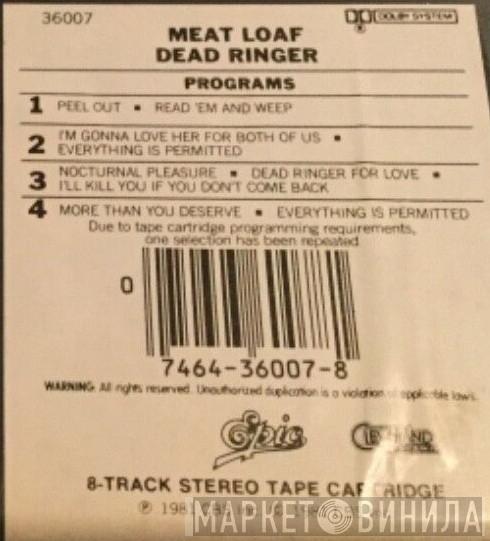 36007
DOLBY SYSTEM
MEAT LOAF
DEAD RINGER
PROGRAMS
1 PEEL OUT ▪ READ 'EM AND WEEP
2 I'M GONNA LOVE HER FOR BOTH OF US ▪
EVERYTHING IS PERMITTED
3 NOCTURNAL PLEASURE ▪ DEAD RINGER FOR LOVE ▪
I'LL KILL YOU IF YOU DON'T COME BACK
4 MORE THAN YOU DESERVE ▪ EVERYTHING IS PERMITTED
Due to tape cartridge programming requirements,
one selection has been repeated
0
7464-36007-8
WARNING: All rights reserved. Unauthorized duplication is a violation of applicable laws.
Epic
CLEVELAND
8-TRACK STEREO TAPE CARTRIDGE
℗ 1981 CBS Inc.
МАРКЕТ ВИНИЛА